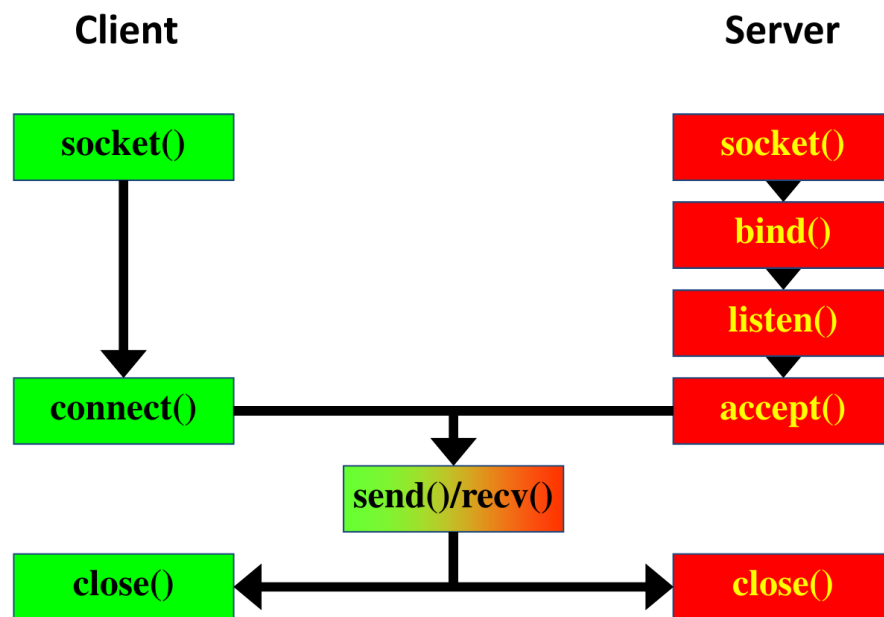 Client
Server
socket()
socket()
bind()
listen()
connect()
accept()
send()/recv()
close()
close()